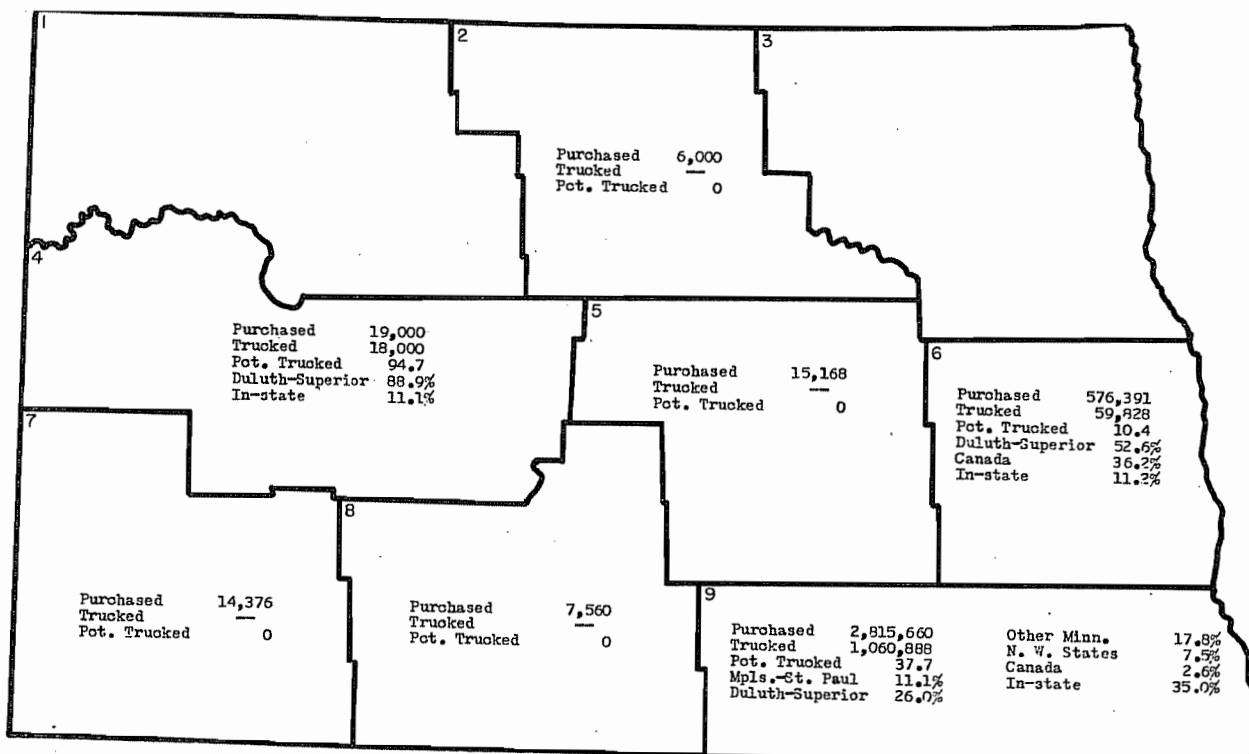 1
2
3
Purchased 6,000
Trucked —
Pct. Trucked 0
4
Purchased 19,000
Trucked 18,000
Pct. Trucked 94.7
Duluth-Superior 88.9%
In-state 11.1%
5
Purchased 15,168
Trucked —
Pct. Trucked 0
6
Purchased 576,391
Trucked 59,828
Pct. Trucked 10.4
Duluth-Superior 52.6%
Canada 36.2%
In-state 11.2%
7
Purchased 14,376
Trucked —
Pct. Trucked 0
8
Purchased 7,560
Trucked —
Pct. Trucked 0
9
Purchased 2,815,660
Trucked 1,060,888
Pct. Trucked 37.7
Mpls.-St. Paul 11.1%
Duluth-Superior 26.0%
Other Minn. 17.8%
N. W. States 7.5%
Canada 2.6%
In-state 35.0%